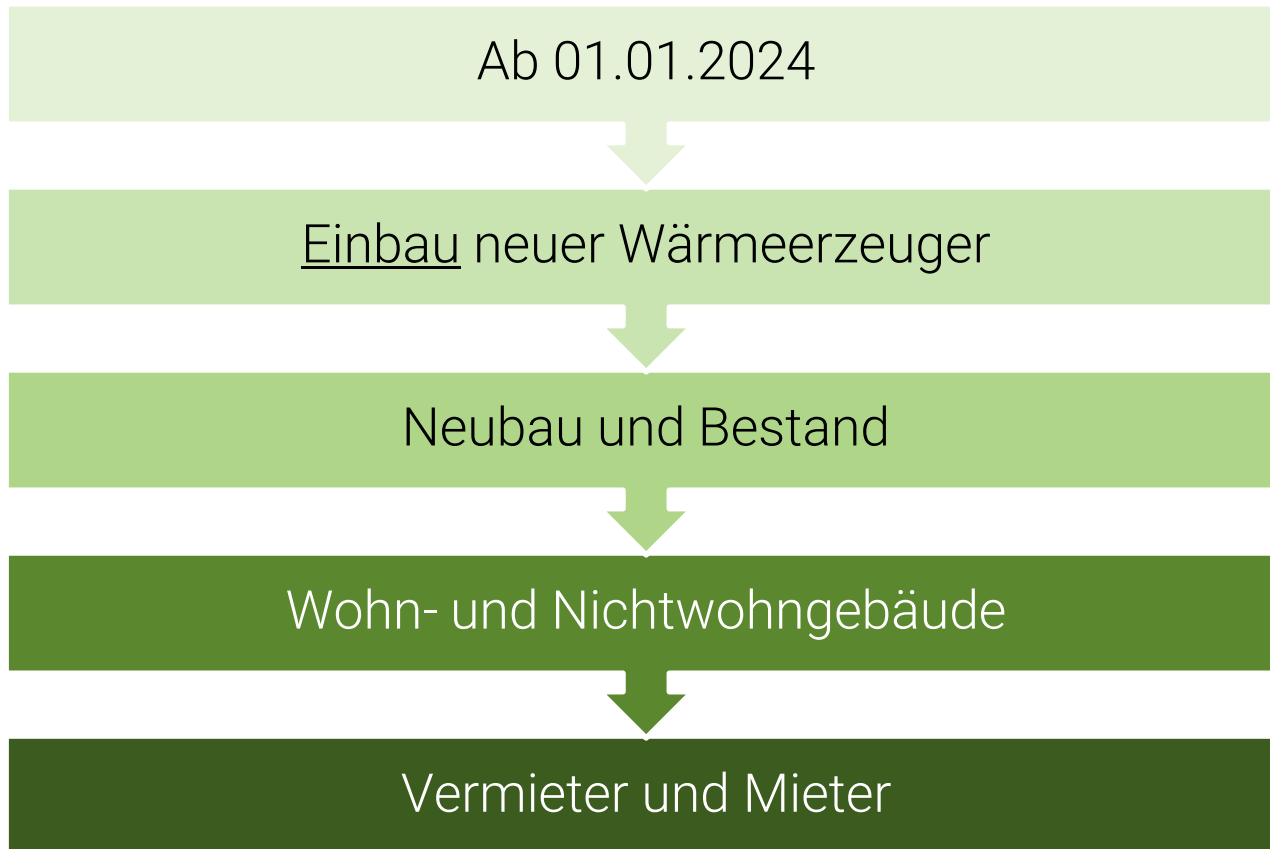 Ab 01.01.2024
Einbau neuer Wärmeerzeuger
Neubau und Bestand
Wohn- und Nichtwohngebäude
Vermieter und Mieter